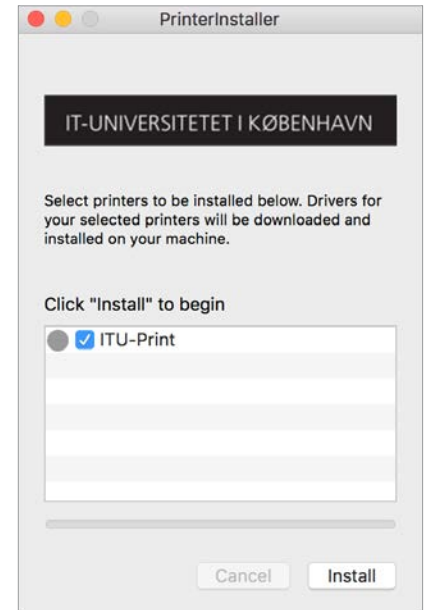 PrinterInstaller
IT-UNIVERSITETET I KØBENHAVN
Select printers to be installed below. Drivers for
your selected printers will be downloaded and
installed on your machine.
Click "Install" to begin
ITU-Print
Cancel
Install